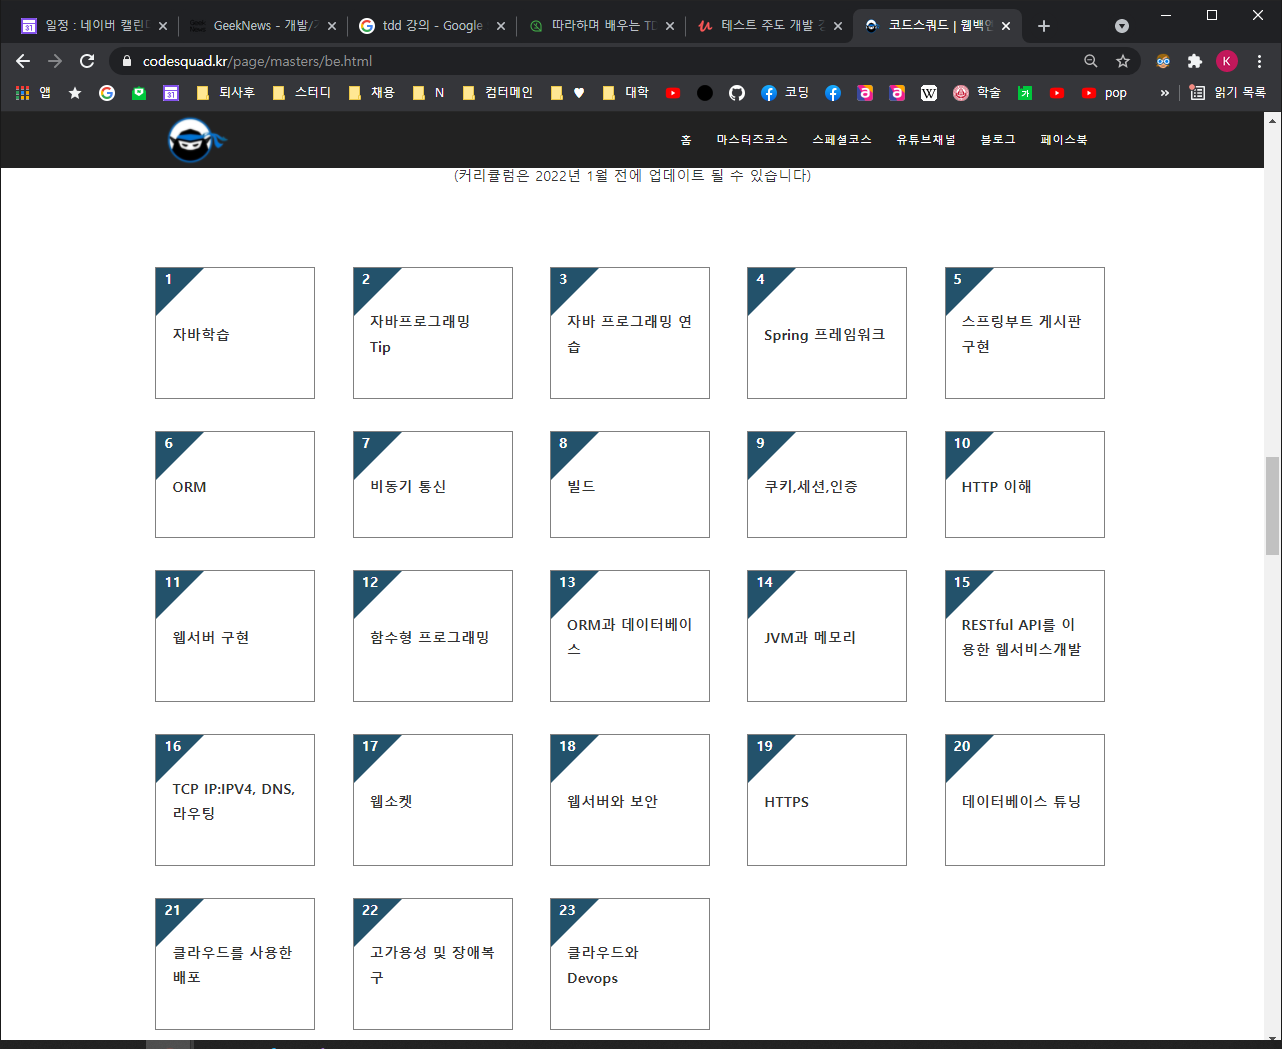 일정 : 네이버 캘린
GeekNews - 개발/
tdd 강의 - Google
따라하며 배우는 TD
테스트 주도 개발
코드스쿼드 | 웹백엔
codesquad.kr/page/masters/be.html
K
앱
퇴사후
스터디
채용
N
컴터메인
♥
대학
코딩
학술
pop
»
읽기 목록
홈
마스터즈코스
스페셜코스
유튜브채널
블로그
페이스북
(커리큘럼은 2022년 1월 전에 업데이트 될 수 있습니다)
1
자바학습
2
자바프로그래밍
Tip
3
자바 프로그래밍 연
습
4
Spring 프레임워크
5
스프링부트 게시판
구현
6
ORM
7
비동기 통신
8
빌드
9
쿠키,세션,인증
10
HTTP 이해
11
웹서버 구현
12
함수형 프로그래밍
13
ORM과 데이터베이
스
14
JVM과 메모리
15
RESTful API를 이
용한 웹서비스개발
16
TCP IP:IPV4, DNS,
라우팅
17
웹소켓
18
웹서버와 보안
19
HTTPS
20
데이터베이스 튜닝
21
클라우드를 사용한
배포
22
고가용성 및 장애복
구
23
클라우드와
Devops